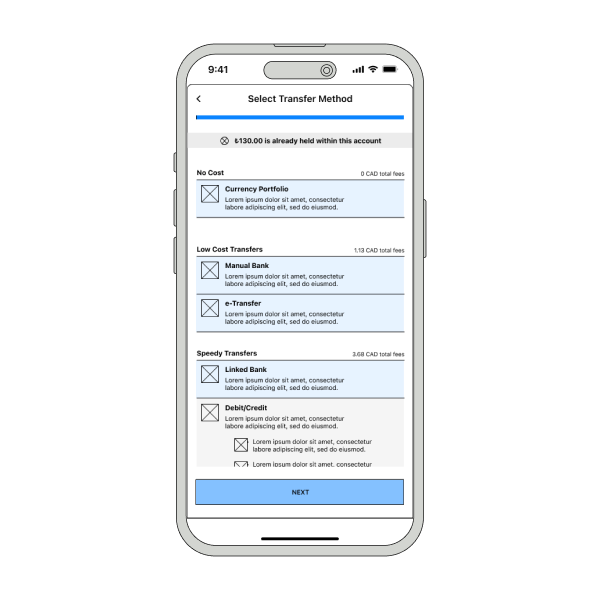 9:41
Select Transfer Method
₺130.00 is already held within this account
No Cost
0 CAD total fees
Currency Portfolio
Lorem ipsum dolor sit amet, consectetur
labore adipiscing elit, sed do eiusmod.
Low Cost Transfers
1.13 CAD total fees
Manual Bank
Lorem ipsum dolor sit amet, consectetur
labore adipiscing elit, sed do eiusmod.
e-Transfer
Lorem ipsum dolor sit amet, consectetur
labore adipiscing elit, sed do eiusmod.
Speedy Transfers
3.68 CAD total fees
Linked Bank
Lorem ipsum dolor sit amet, consectetur
labore adipiscing elit, sed do eiusmod.
Debit/Credit
Lorem ipsum dolor sit amet, consectetur
labore adipiscing elit, sed do eiusmod.
Lorem ipsum dolor sit amet, consectetur
labore adipiscing elit, sed do eiusmod.
Lorem ipsum dolor sit amet, consectetur
NEXT